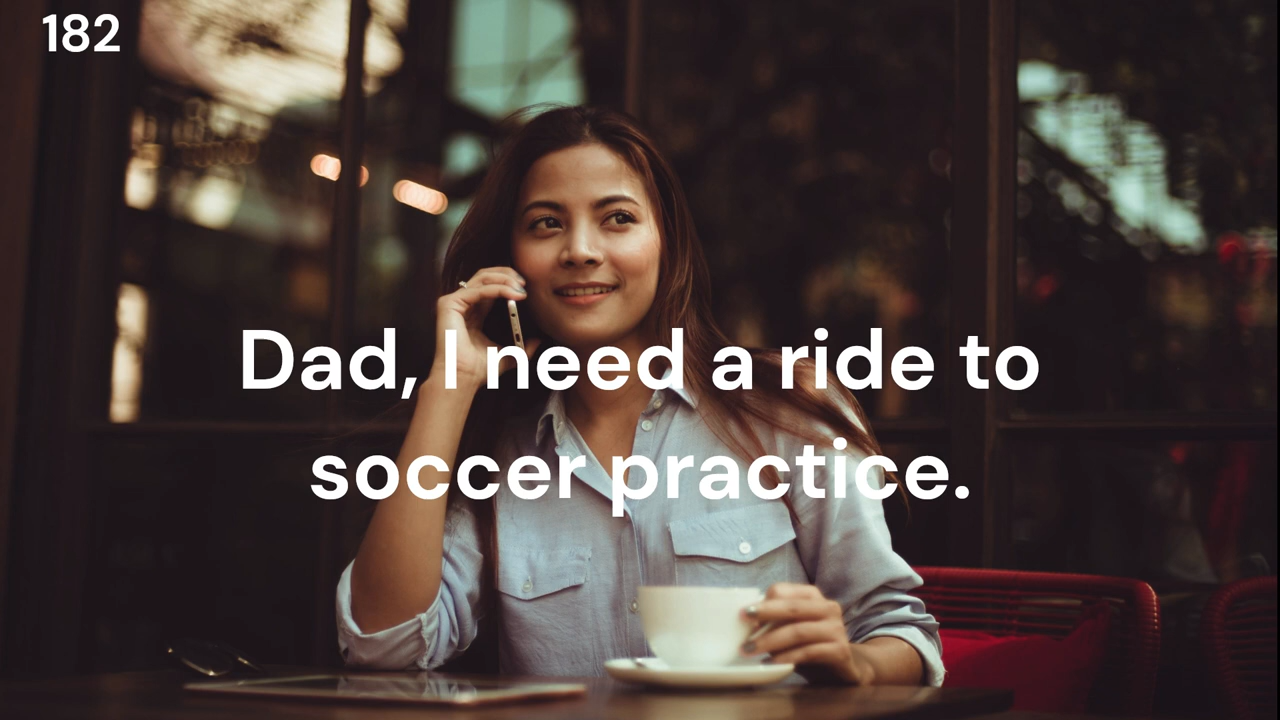 182
Dad, I need a ride to
soccer practice.